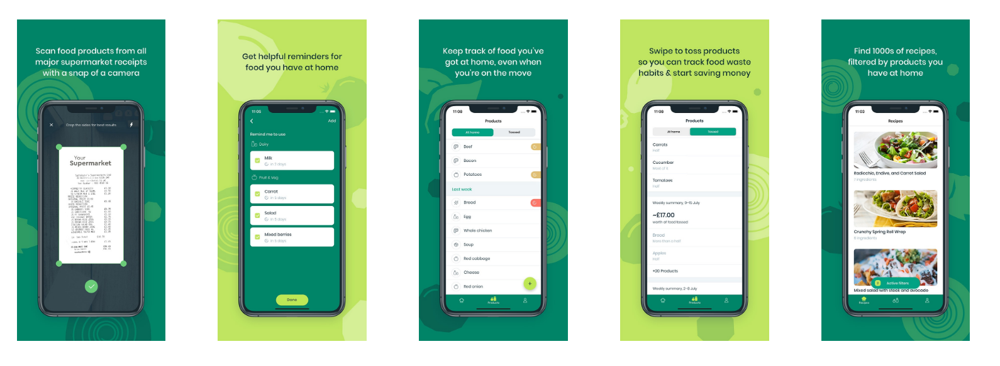 Scan food products from all
major supermarket receipts
with a snap of a camera
Crop the sides for best results
Your
Supermarket
Get helpful reminders for
food you have at home
11:05
Add
Remind me to use
Dairy
Milk
in 5 days
Fruit & Veg
Carrot
in 5 days
Salad
in 5 days
Mixed berries
in 5 days
Done
Keep track of food you've
got at home, even when
you're on the move
11:08
Products
At home
Tossed
Beef
Bacon
Potatoes
Last week
Bread
Egg
Whole chicken
Soup
Red cabbage
Cheese
Red onion
+
Products
Swipe to toss products
so you can track food waste
habits & start saving money
11:08
Products
At home
Tossed
Carrots
Half
Cucumber
Most of it
Tomatoes
Half
Weekly summary, 9-15 July
~£17.00
worth of food tossed
Bread
More than a half
Apples
Half
+20 Products
Weekly summary, 2-8 July
Products
Find 1000s of recipes,
filtered by products you
have at home
11:03
Recipes
Radicchio, Endive, and Carrot Salad
7 ingredients
Crunchy Spring Roll Wrap
6 ingredients
Active filters
Mixed salad with steak and avocado
Recipes